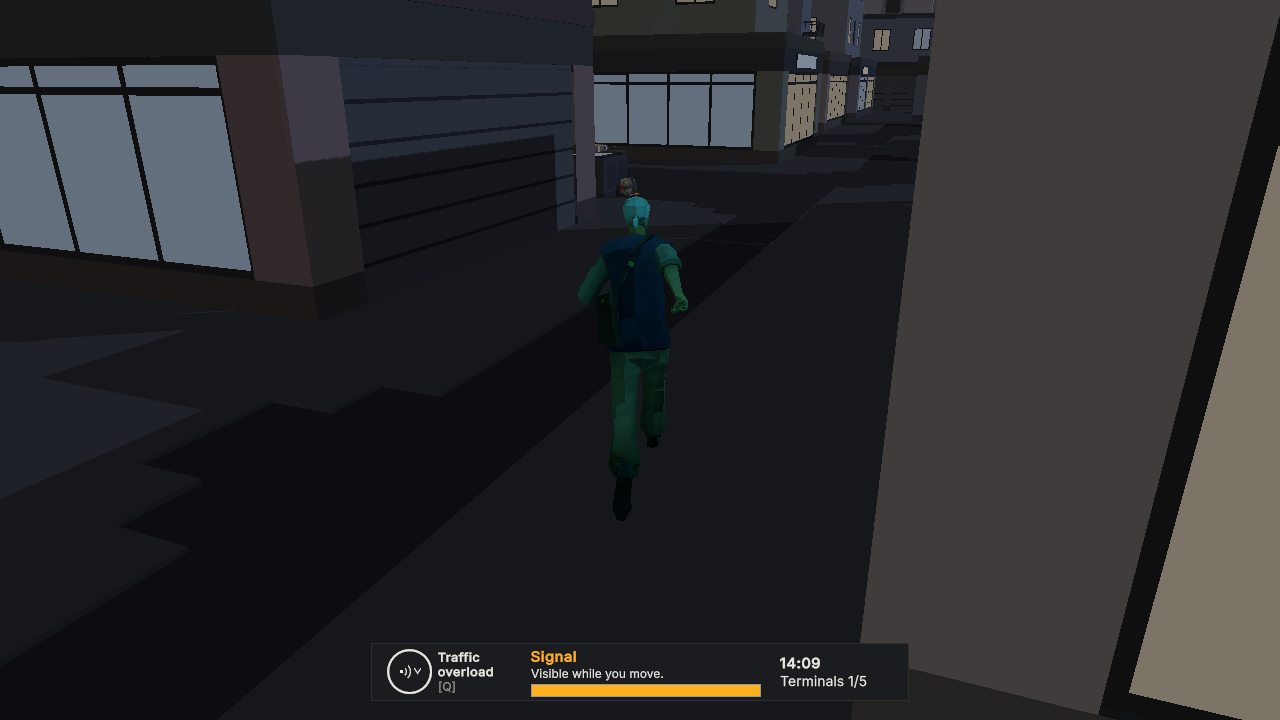 Traffic
overload
[Q]
Signal
Visible while you move.
14:09
Terminals 1/5